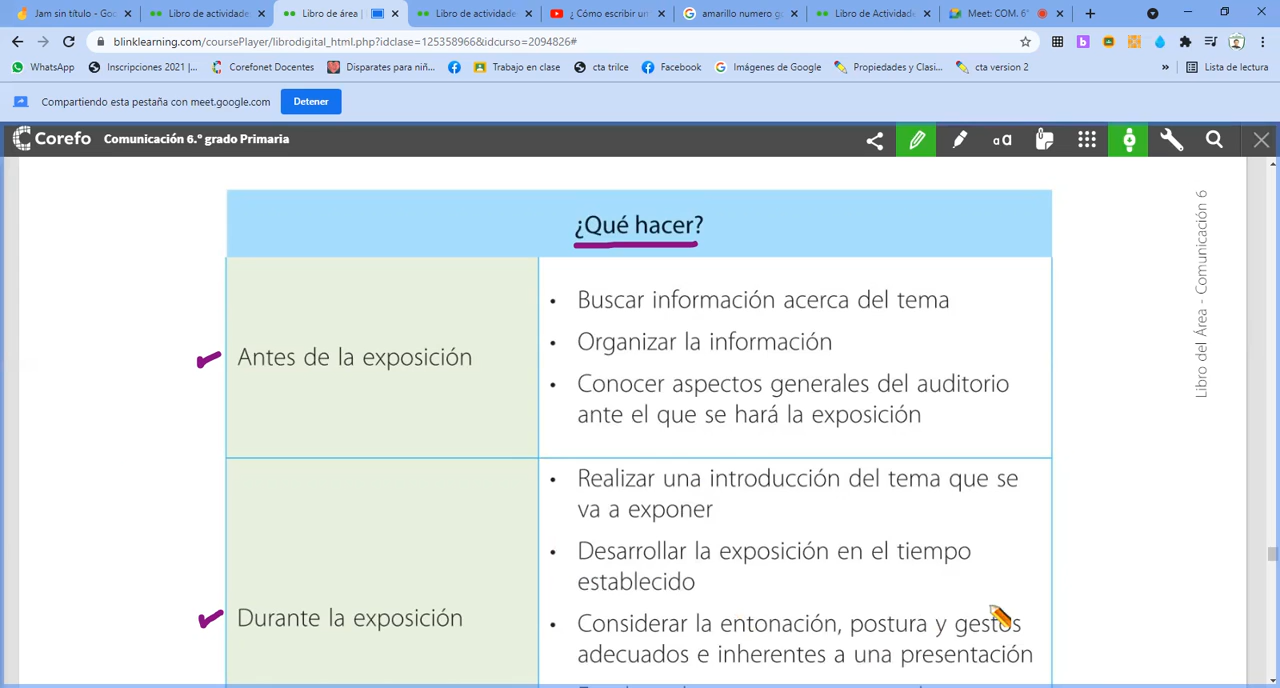 Jam sin título - Goo
Libro de actividades
Libro de área |
Libro de actividade
¿ Cómo escribir un
amarillo numero g
Libro de Actividade
Meet: COM. 6°
blinklearning.com/coursePlayer/librodigital_html.php?idclase=125358966&idcurso=2094826#
WhatsApp
Inscripciones 2021 |...
Corefonet Docentes
Disparates para niñ...
Trabajo en clase
cta trilce
Facebook
Imágenes de Google
Propiedades y Clasi...
cta version 2
»
Lista de lectura
Compartiendo esta pestaña con meet.google.com
Detener
Corefo
Comunicación 6.º grado Primaria
aa
¿Qué hacer?
Antes de la exposición
• Buscar información acerca del tema
• Organizar la información
• Conocer aspectos generales del auditorio
ante el que se hará la exposición
Durante la exposición
• Realizar una introducción del tema que se
va a exponer
• Desarrollar la exposición en el tiempo
establecido
• Considerar la entonación, postura y gestos
adecuados e inherentes a una presentación
Libro del Área - Comunicación 6